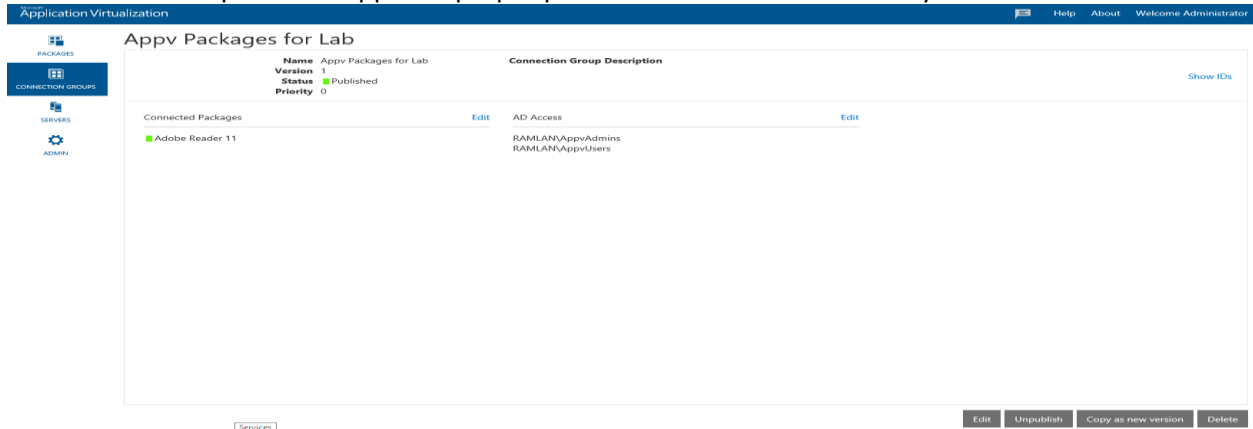 Microsoft
Application Virtualization
Help About Welcome Administrator
PACKAGES
CONNECTION GROUPS
SERVERS
ADMIN
Appv Packages for Lab
Name Appv Packages for Lab
Version 1
Status Published
Priority 0
Connection Group Description
Show IDs
Connected Packages Edit
Adobe Reader 11
AD Access Edit
RAMLAN\AppvAdmins
RAMLAN\AppvUsers
Edit Unpublish Copy as new version Delete
Services